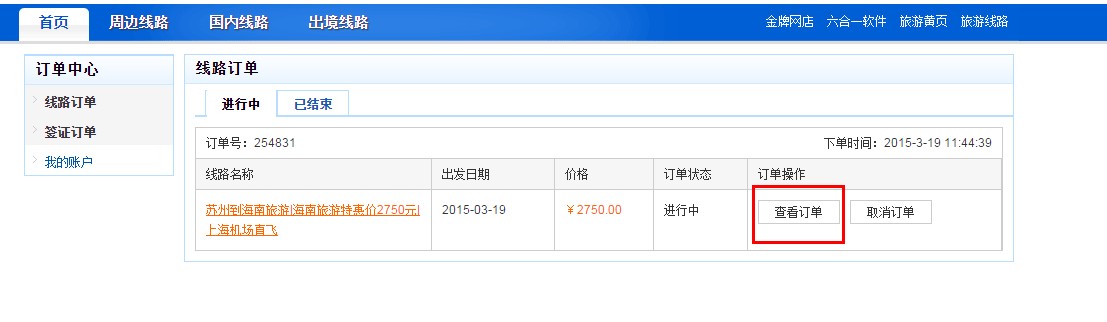 首页 周边线路 国内线路 出境线路 金牌网店 六合一软件 旅游黄页 旅游线路
订单中心
线路订单
签证订单
我的账户
线路订单
进行中 已结束
订单号：254831 下单时间：2015-3-19 11:44:39
线路名称 出发日期 价格 订单状态 订单操作
苏州到海南旅游|海南旅游特惠价2750元| 2015-03-19 ￥2750.00 进行中 查看订单 取消订单
上海机场直飞